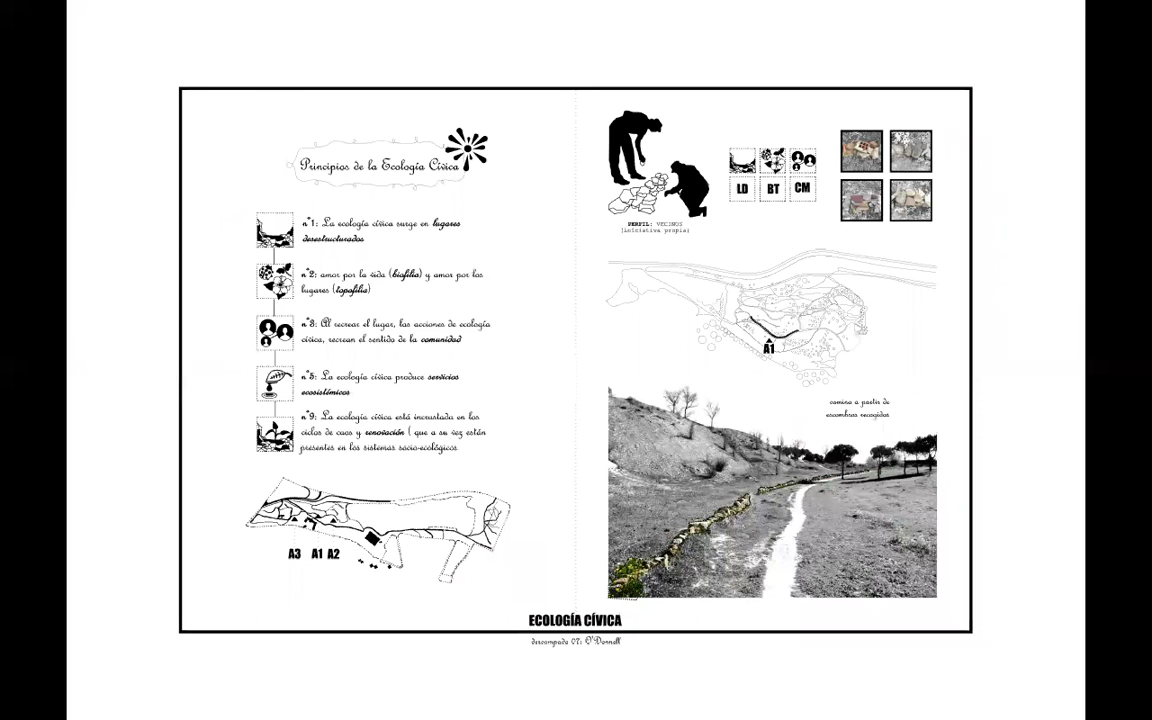 Principios de la Ecología Cívica
nº1: La ecología cívica surge en lugares
desestructurados
nº2: amor por la vida (biofilia) y amor por los
lugares (topofilia)
nº3: Al recrear el lugar, las acciones de ecología
cívica, recrean el sentido de la comunidad
nº5: La ecología cívica produce servicios
ecosistémicos
nº9: La ecología cívica está incrustada en los
ciclos de caos y renovación ( que a su vez están
presentes en los sistemas socio-ecológicos
A3 A1 A2
LD BT CM
PERFIL: VECINOS
(iniciativa propia)
A1
camino a partir de
escombros recogidos
ECOLOGÍA CÍVICA
descampado 07: O'Donnell